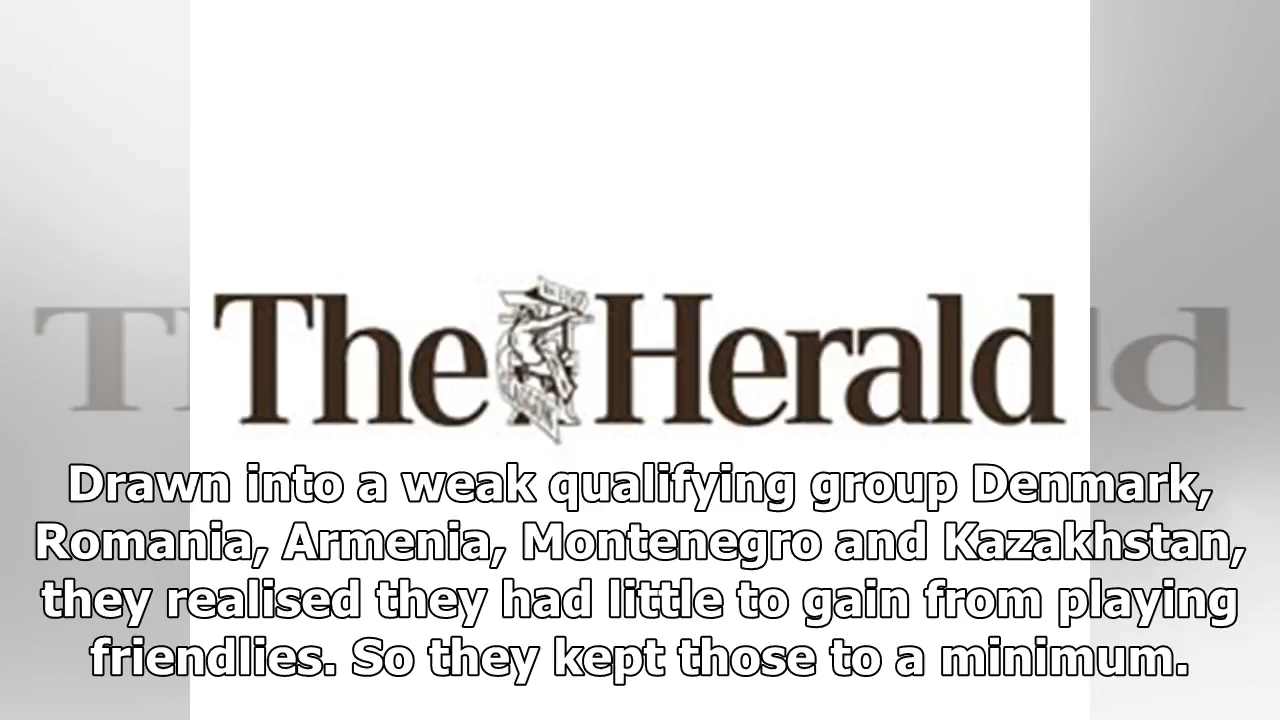 The Herald
Drawn into a weak qualifying group Denmark,
Romania, Armenia, Montenegro and Kazakhstan,
they realised they had little to gain from playing
friendlies. So they kept those to a minimum.